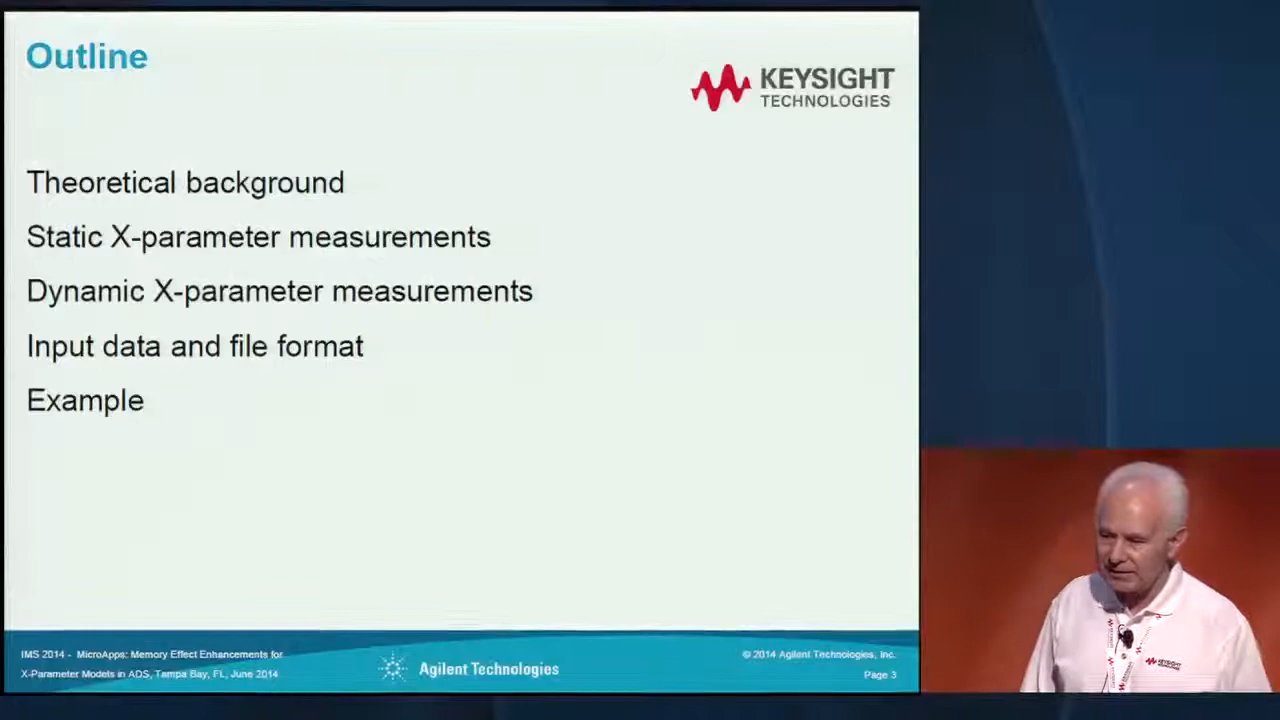 Outline
KEYSIGHT
TECHNOLOGIES
Theoretical background
Static X-parameter measurements
Dynamic X-parameter measurements
Input data and file format
Example
IMS 2014 - MicroApps: Memory Effect Enhancements for
X-Parameter Models in ADS, Tampa Bay, FL, June 2014
Agilent Technologies
© 2014 Agilent Technologies, Inc.
Page 3
KEYSIGHT